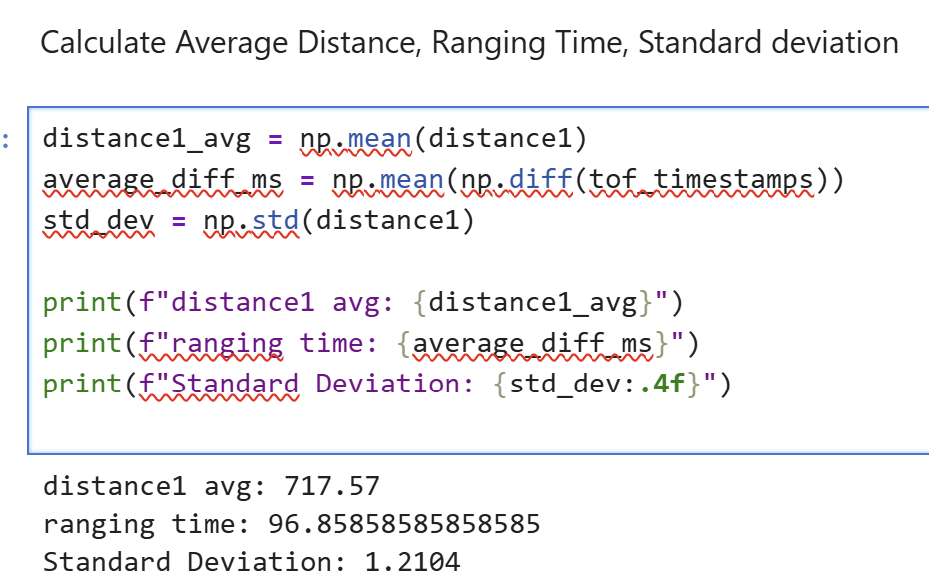 Calculate Average Distance, Ranging Time, Standard deviation
:
distance1_avg = np.mean(distance1)
average_diff_ms = np.mean(np.diff(tof_timestamps))
std_dev = np.std(distance1)
print(f"distance1 avg: {distance1_avg}")
print(f"ranging time: {average_diff_ms}")
print(f"Standard Deviation: {std_dev:.4f}")
distance1 avg: 717.57
ranging time: 96.85858585858585
Standard Deviation: 1.2104